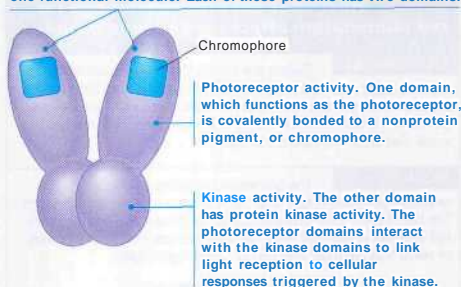 one functional molecule. Each of these proteins has two domains.
Chromophore
Photoreceptor activity. One domain,
which functions as the photoreceptor,
is covalently bonded to a nonprotein
pigment, or chromophore.
Kinase activity. The other domain
has protein kinase activity. The
photoreceptor domains interact
with the kinase domains to link
light reception to cellular
responses triggered by the kinase.